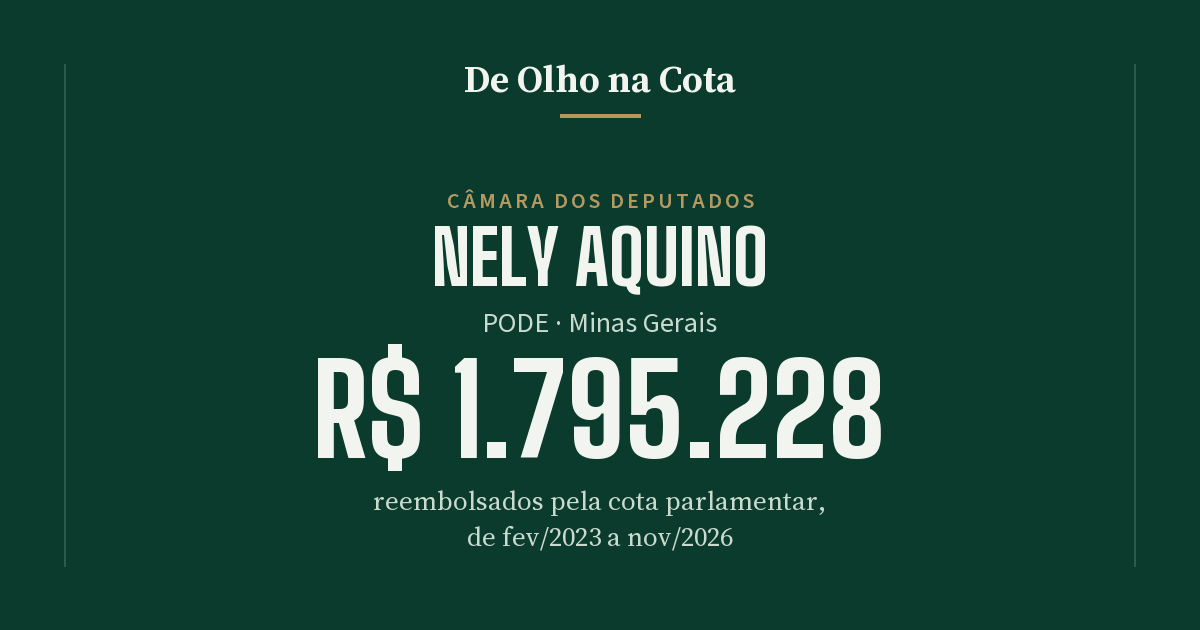 De Olho na Cota
CÂMARA DOS DEPUTADOS
NELY AQUINO
PODE · Minas Gerais
R$ 1.795.228
reembolsados pela cota parlamentar,
de fev/2023 a nov/2026